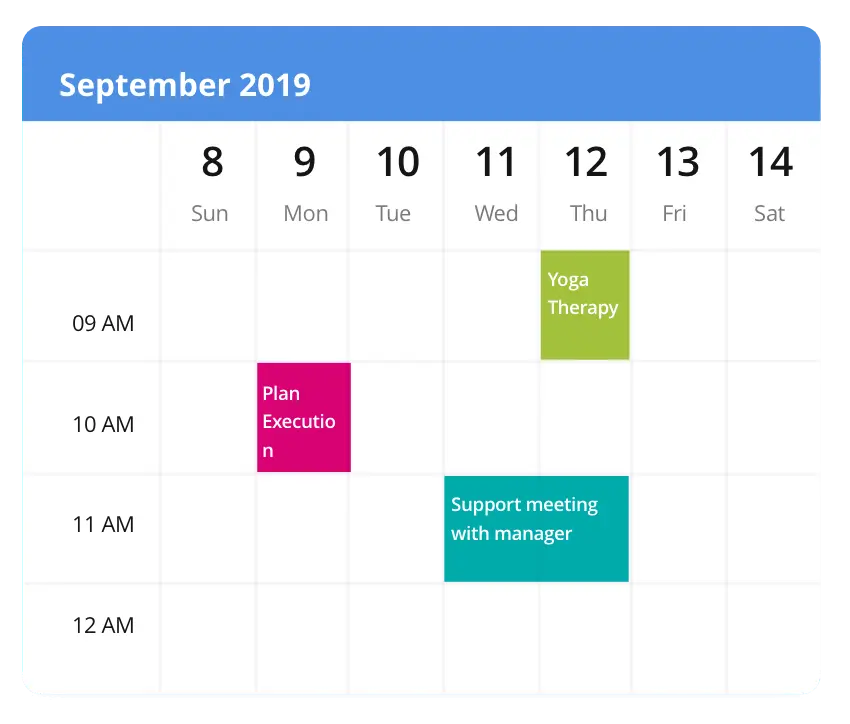 September 2019
8 9 10 11 12 13 14
Sun Mon Tue Wed Thu Fri Sat
09 AM
Yoga
Therapy
10 AM
Plan
Executio
n
11 AM
Support meeting
with manager
12 AM